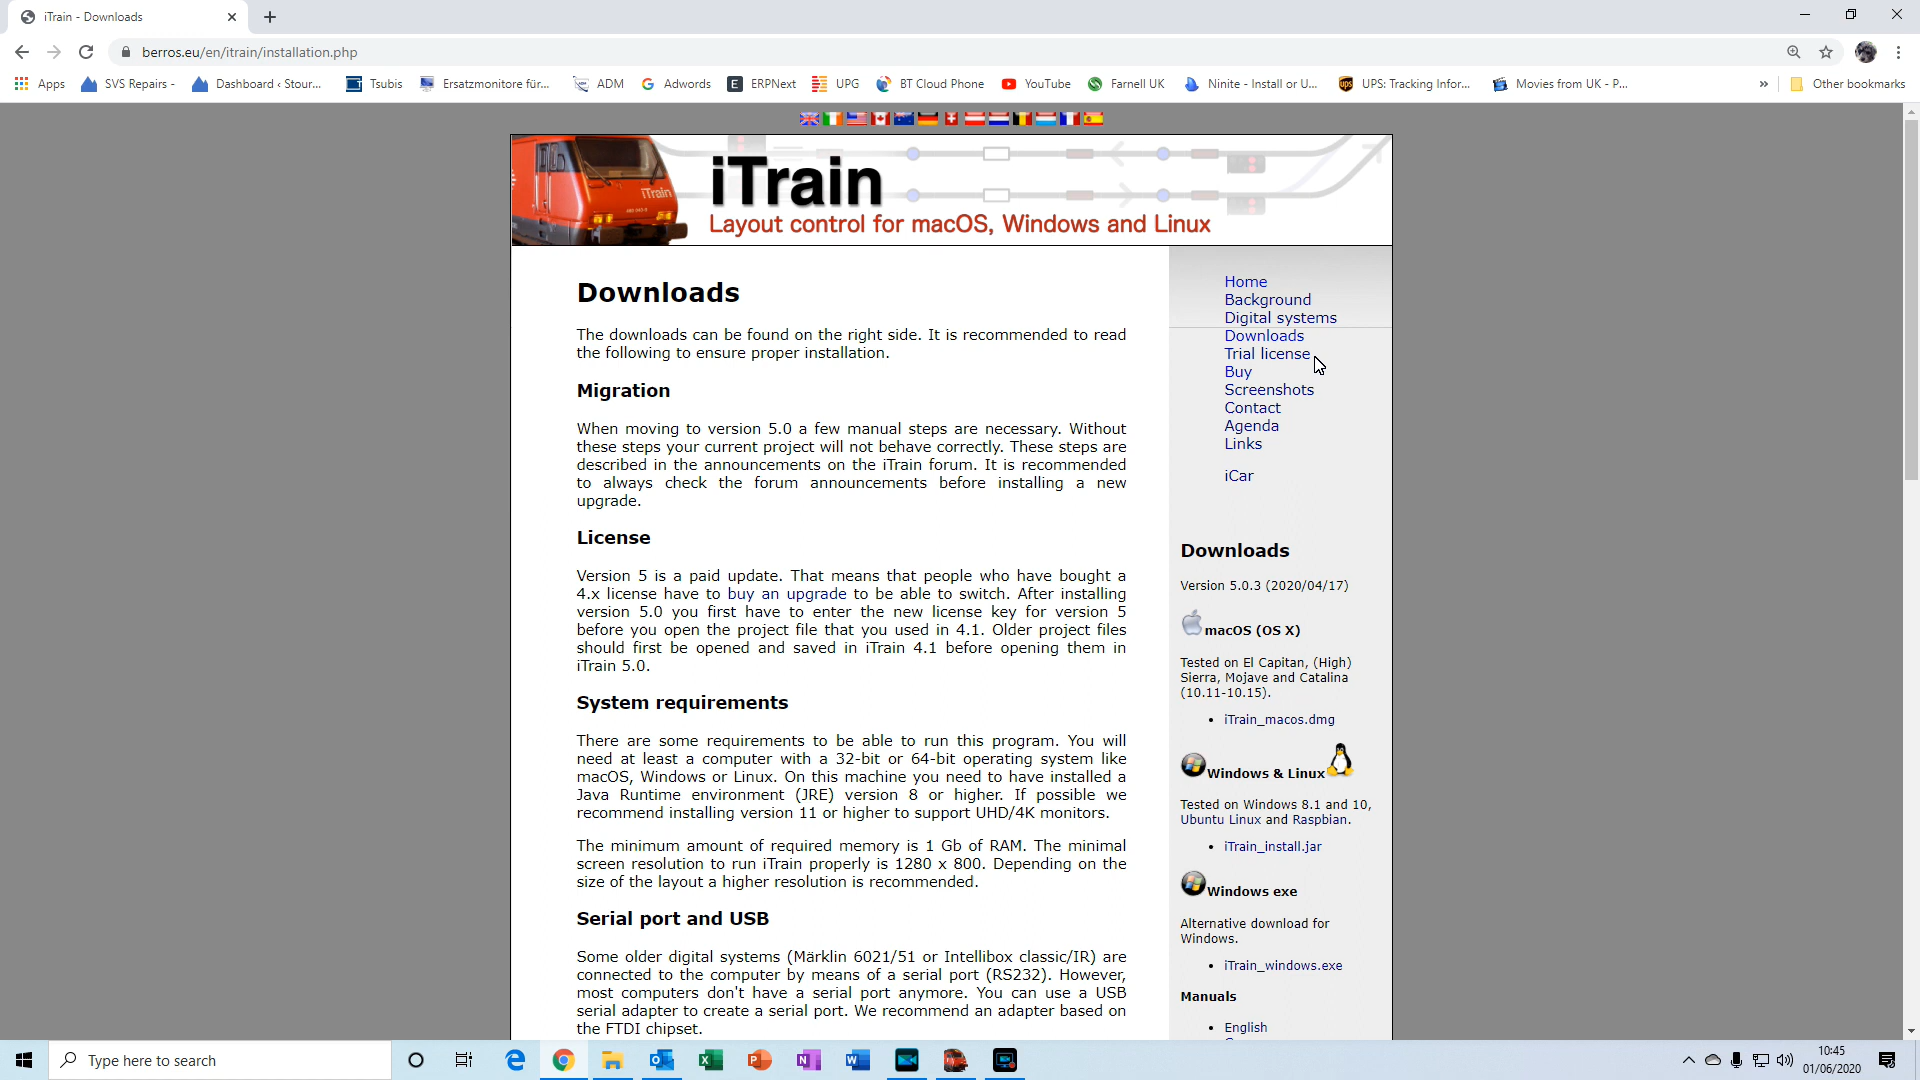 iTrain - Downloads
berros.eu/en/itrain/installation.php
Apps SVS Repairs - Dashboard ‹ Stour... Tsubis Ersatzmonitore für... ADM Adwords ERPNext UPG BT Cloud Phone YouTube Farnell UK Ninite - Install or U... UPS: Tracking Infor... Movies from UK - P... » Other bookmarks
iTrain
iTrain
Layout control for macOS, Windows and Linux
Downloads
The downloads can be found on the right side. It is recommended to read
the following to ensure proper installation.
Migration
When moving to version 5.0 a few manual steps are necessary. Without
these steps your current project will not behave correctly. These steps are
described in the announcements on the iTrain forum. It is recommended
to always check the forum announcements before installing a new
upgrade.
License
Version 5 is a paid update. That means that people who have bought a
4.x license have to buy an upgrade to be able to switch. After installing
version 5.0 you first have to enter the new license key for version 5
before you open the project file that you used in 4.1. Older project files
should first be opened and saved in iTrain 4.1 before opening them in
iTrain 5.0.
System requirements
There are some requirements to be able to run this program. You will
need at least a computer with a 32-bit or 64-bit operating system like
macOS, Windows or Linux. On this machine you need to have installed a
Java Runtime environment (JRE) version 8 or higher. If possible we
recommend installing version 11 or higher to support UHD/4K monitors.
The minimum amount of required memory is 1 Gb of RAM. The minimal
screen resolution to run iTrain properly is 1280 x 800. Depending on the
size of the layout a higher resolution is recommended.
Serial port and USB
Some older digital systems (Märklin 6021/51 or Intellibox classic/IR) are
connected to the computer by means of a serial port (RS232). However,
most computers don't have a serial port anymore. You can use a USB
serial adapter to create a serial port. We recommend an adapter based on
the FTDI chipset.
Home
Background
Digital systems
Downloads
Trial license
Buy
Screenshots
Contact
Agenda
Links
iCar
Downloads
Version 5.0.3 (2020/04/17)
macOS (OS X)
Tested on El Capitan, (High)
Sierra, Mojave and Catalina
(10.11-10.15).
• iTrain_macos.dmg
Windows & Linux
Tested on Windows 8.1 and 10,
Ubuntu Linux and Raspbian.
• iTrain_install.jar
Windows exe
Alternative download for
Windows.
• iTrain_windows.exe
Manuals
• English
Type here to search
10:45
01/06/2020